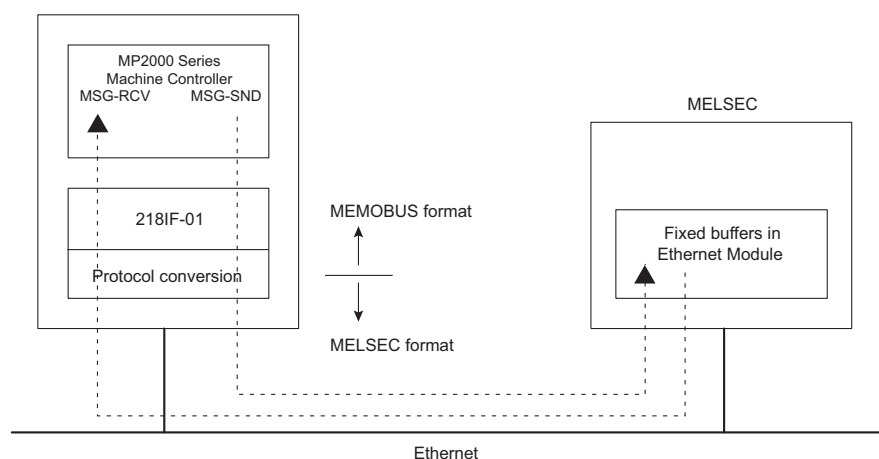 MP2000 Series
Machine Controller
MSG-RCV MSG-SND
MELSEC
218IF-01
MEMOBUS format
Fixed buffers in
Ethernet Module
Protocol conversion
MELSEC format
Ethernet